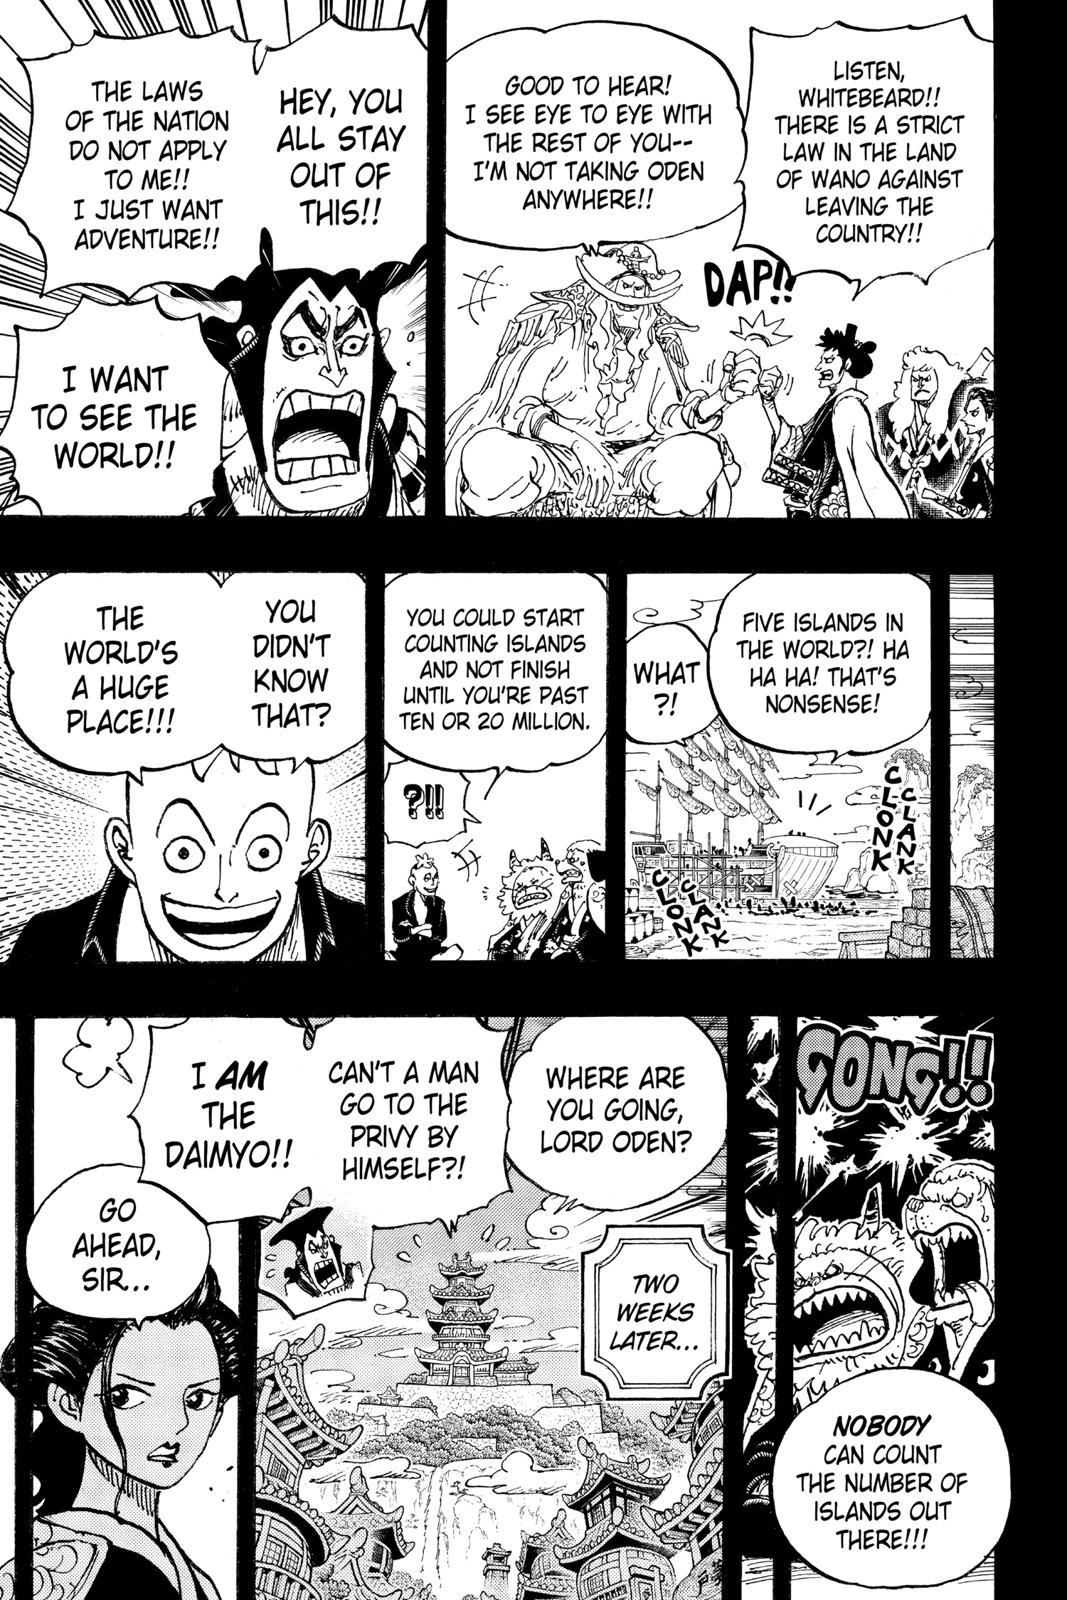 LISTEN,
WHITEBEARD!!
THERE IS A STRICT
LAW IN THE LAND
OF WANO AGAINST
LEAVING THE
COUNTRY!!
DAP!!
GOOD TO HEAR!
I SEE EYE TO EYE WITH
THE REST OF YOU--
I'M NOT TAKING ODEN
ANYWHERE!!
HEY, YOU
ALL STAY
OUT OF
THIS!!
THE LAWS
OF THE NATION
DO NOT APPLY
TO ME!!
I JUST WANT
ADVENTURE!!
I WANT
TO SEE THE
WORLD!!
FIVE ISLANDS IN
THE WORLD?! HA
HA HA! THAT'S
NONSENSE!
WHAT
?!
CLANK
CLONK
CLANK
CLONK
YOU COULD START
COUNTING ISLANDS
AND NOT FINISH
UNTIL YOU'RE PAST
TEN OR 20 MILLION.
?!!
YOU
DIDN'T
KNOW
THAT?
THE
WORLD'S
A HUGE
PLACE!!!
GONG!!
NOBODY
CAN COUNT
THE NUMBER OF
ISLANDS OUT
THERE!!!
TWO
WEEKS
LATER...
WHERE ARE
YOU GOING,
LORD ODEN?
CAN'T A MAN
GO TO THE
PRIVY BY
HIMSELF?!
I AM
THE
DAIMYO!!
GO
AHEAD,
SIR...